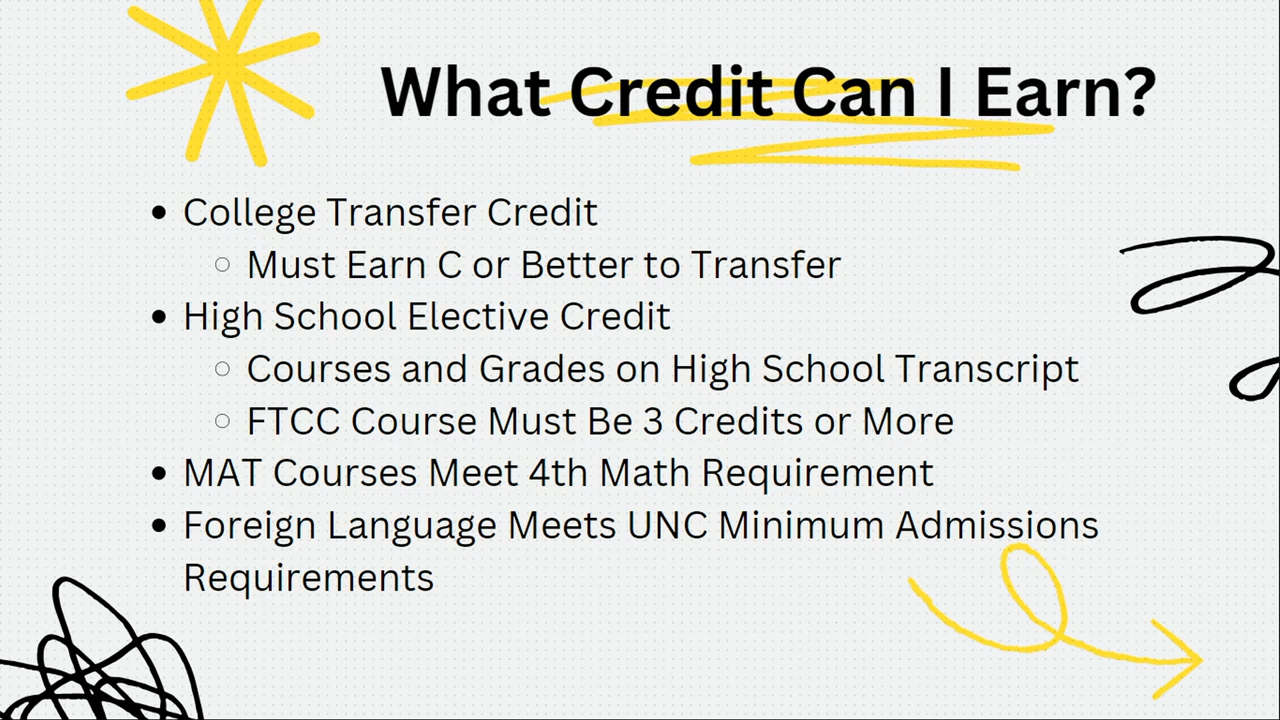 What Credit Can I Earn?
• College Transfer Credit
○ Must Earn C or Better to Transfer
• High School Elective Credit
○ Courses and Grades on High School Transcript
○ FTCC Course Must Be 3 Credits or More
• MAT Courses Meet 4th Math Requirement
• Foreign Language Meets UNC Minimum Admissions
Requirements